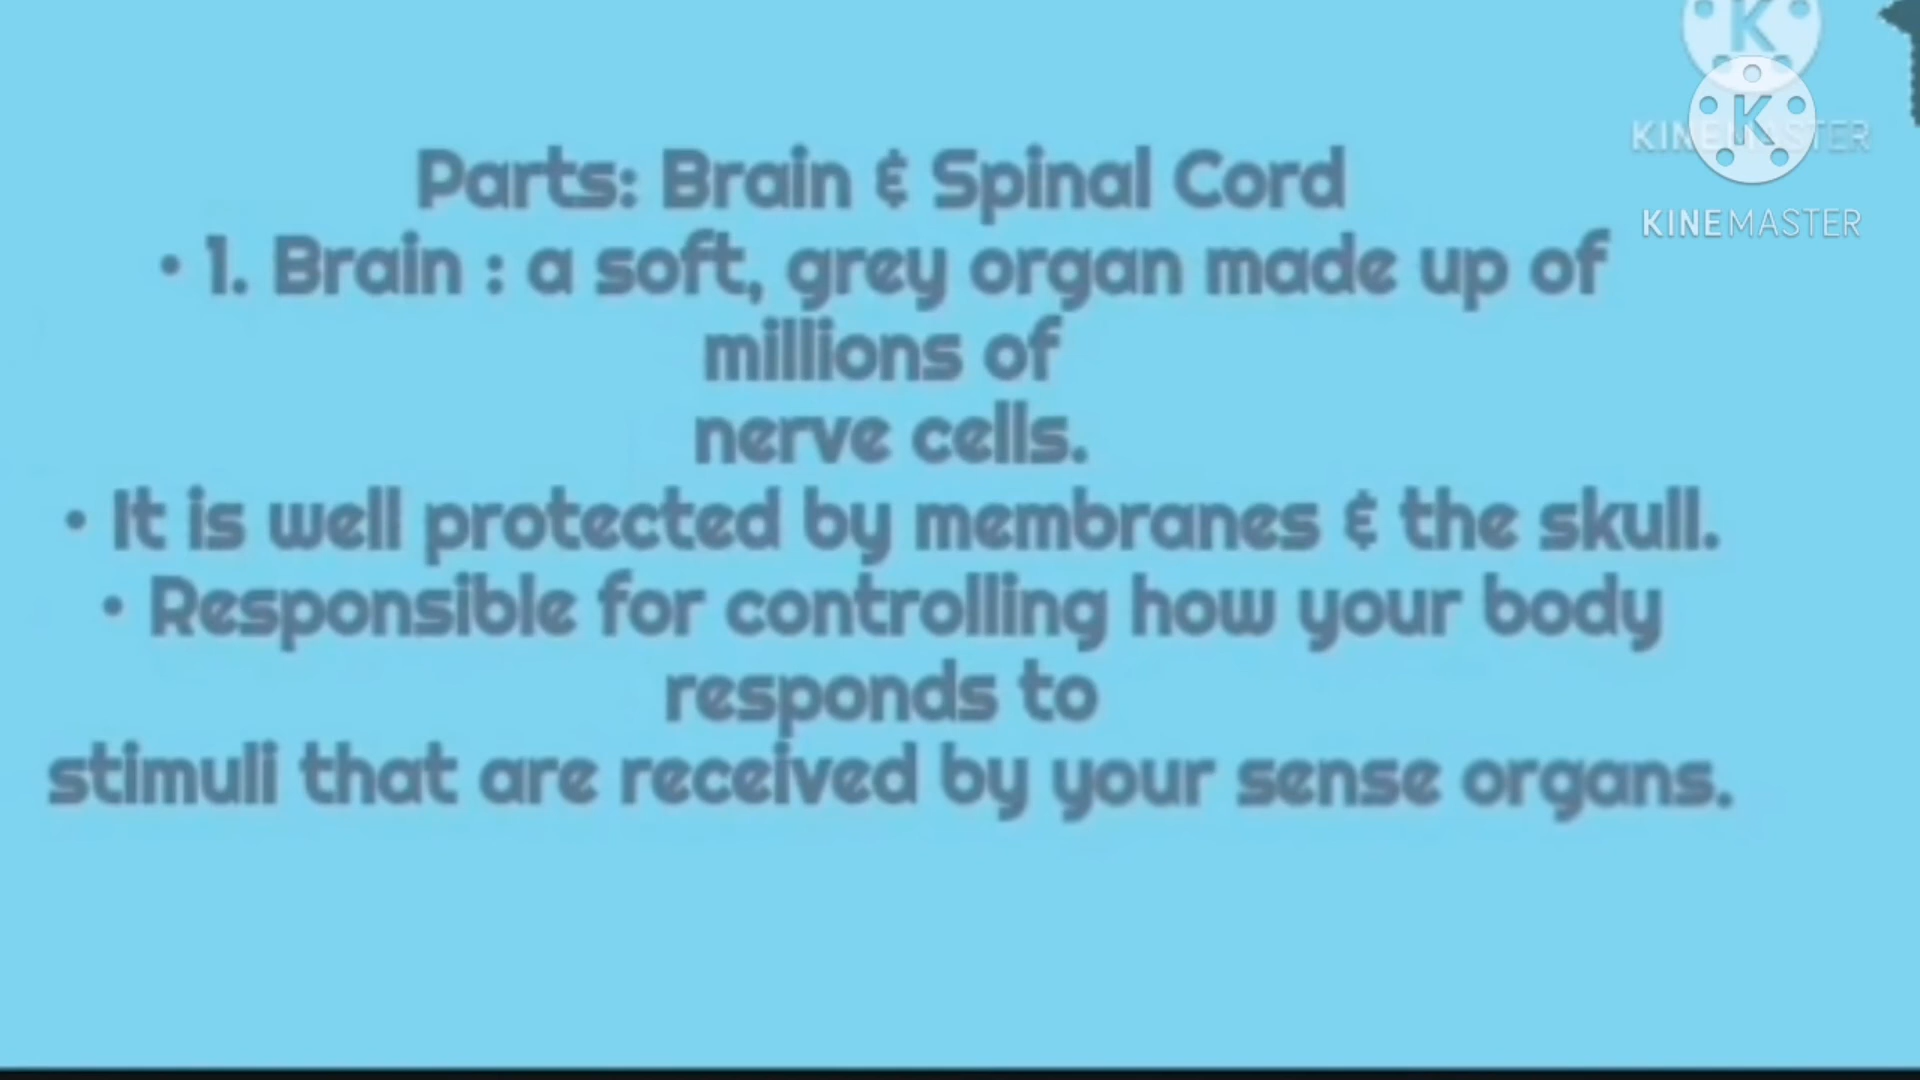 Parts: Brain & Spinal Cord
• 1. Brain : a soft, grey organ made up of
millions of
nerve cells.
• It is well protected by membranes & the skull.
• Responsible for controlling how your body
responds to
stimuli that are received by your sense organs.
KINEMASTER
KINEMASTER